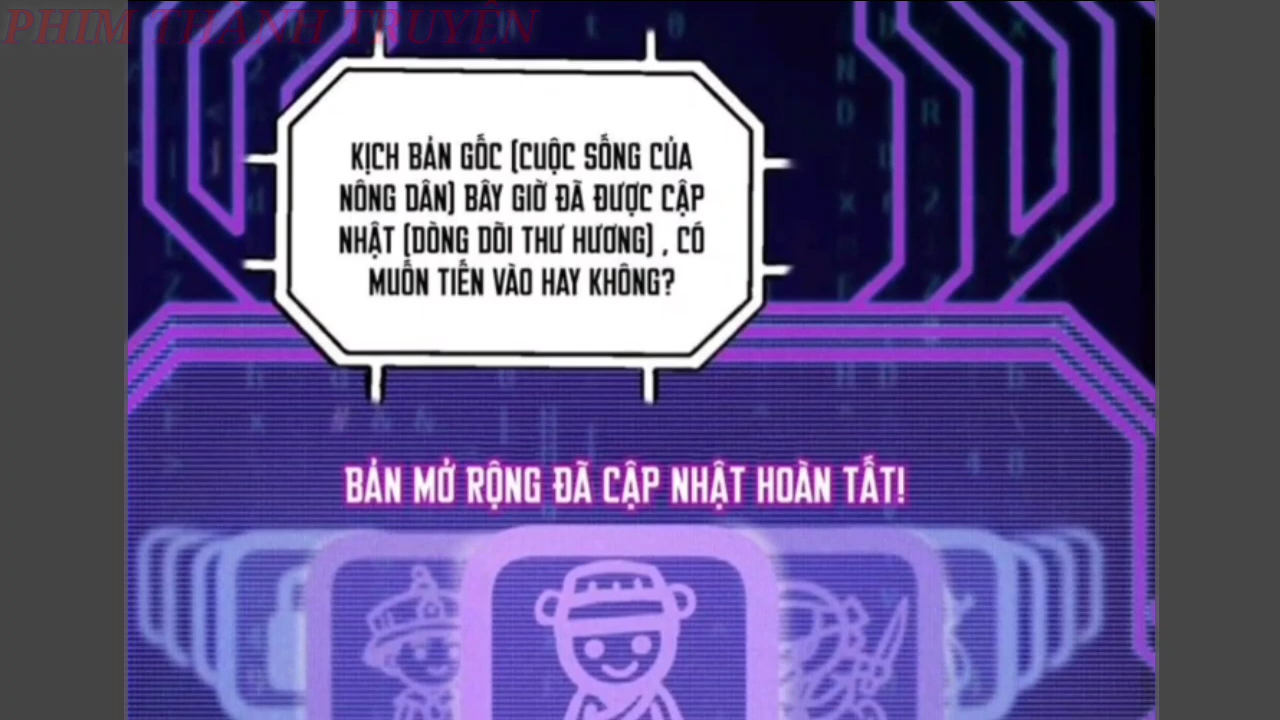 PHIM THÀNH TRUYỆN
KỊCH BẢN GỐC (CUỘC SỐNG CỦA
NÔNG DÂN) BÂY GIỜ ĐÃ ĐƯỢC CẬP
NHẬT (DÒNG DÕI THƯ HƯƠNG) , CÓ
MUỐN TIẾN VÀO HAY KHÔNG?
BẢN MỞ RỘNG ĐÃ CẬP NHẬT HOÀN TẤT!